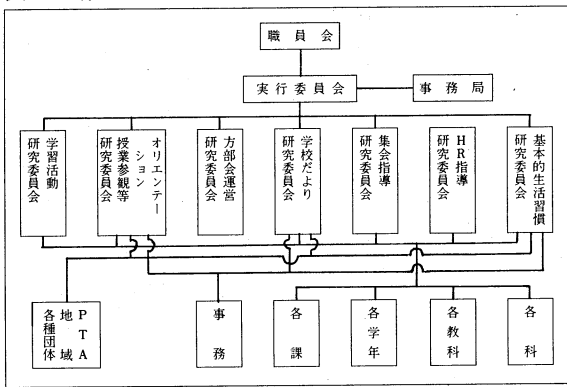 職員会
実行委員会
事務局
基本的生活習慣
研究委員会
HR指導
研究委員会
集会指導
研究委員会
学校だより
研究委員会
方部会運営
研究委員会
オリエンテー
ション
授業参観等
研究委員会
学習活動
研究委員会
各科
各教科
各学年
各課
事務
PTA
地域
各種団体